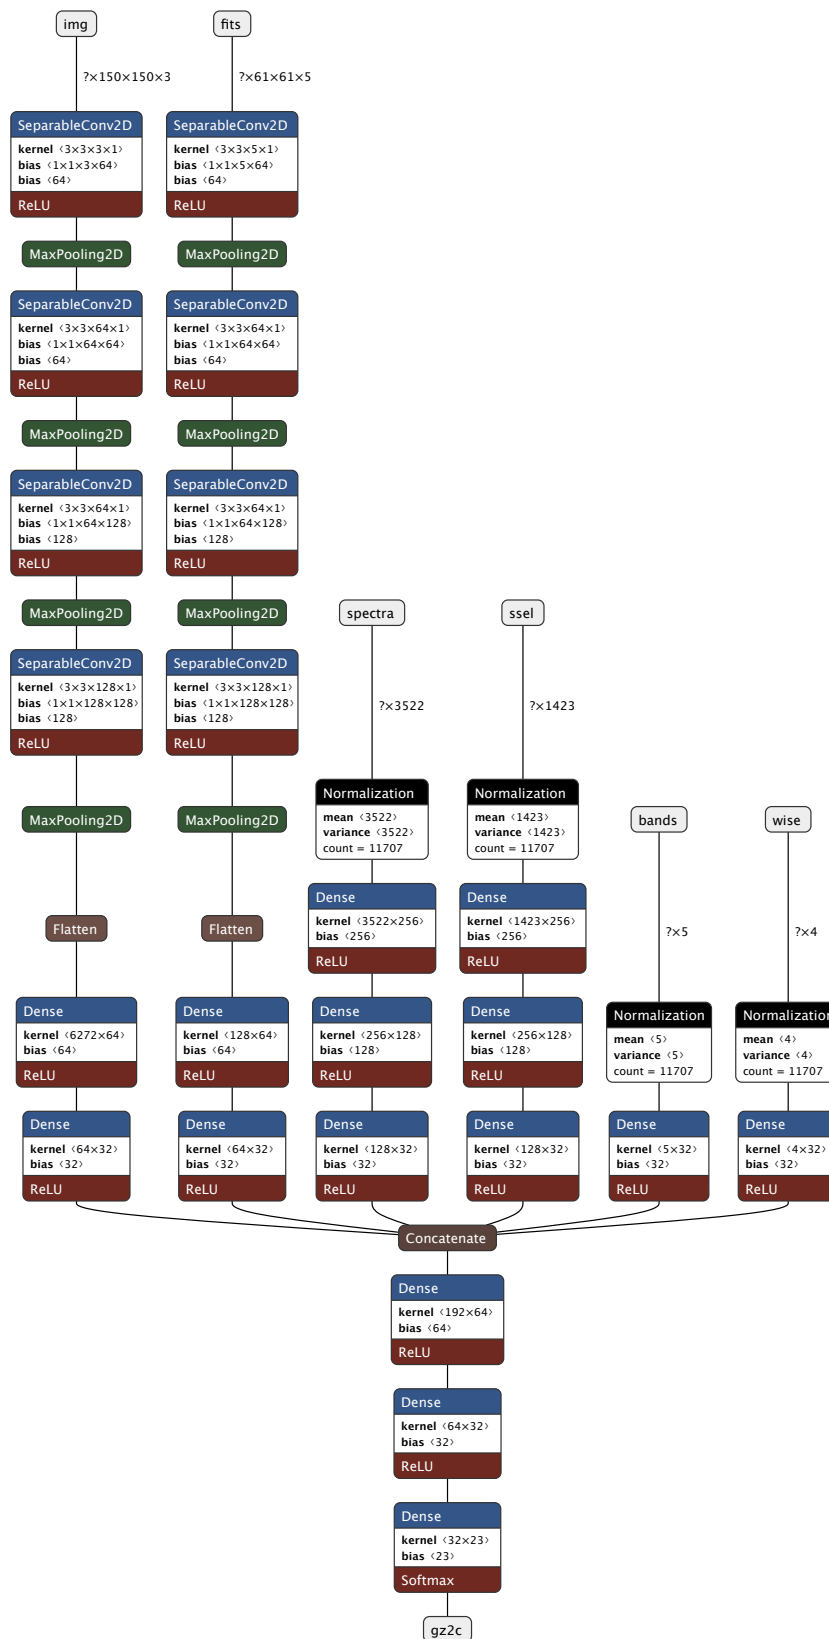 img
?×150×150×3
SeparableConv2D
kernel ⟨3×3×3×1⟩
bias ⟨1×1×3×64⟩
bias ⟨64⟩
ReLU
MaxPooling2D
SeparableConv2D
kernel ⟨3×3×64×1⟩
bias ⟨1×1×64×64⟩
bias ⟨64⟩
ReLU
MaxPooling2D
SeparableConv2D
kernel ⟨3×3×64×1⟩
bias ⟨1×1×64×128⟩
bias ⟨128⟩
ReLU
MaxPooling2D
SeparableConv2D
kernel ⟨3×3×128×1⟩
bias ⟨1×1×128×128⟩
bias ⟨128⟩
ReLU
MaxPooling2D
Flatten
Dense
kernel ⟨6272×64⟩
bias ⟨64⟩
ReLU
Dense
kernel ⟨64×32⟩
bias ⟨32⟩
ReLU
fits
?×61×61×5
SeparableConv2D
kernel ⟨3×3×5×1⟩
bias ⟨1×1×5×64⟩
bias ⟨64⟩
ReLU
MaxPooling2D
SeparableConv2D
kernel ⟨3×3×64×1⟩
bias ⟨1×1×64×64⟩
bias ⟨64⟩
ReLU
MaxPooling2D
SeparableConv2D
kernel ⟨3×3×64×1⟩
bias ⟨1×1×64×128⟩
bias ⟨128⟩
ReLU
MaxPooling2D
SeparableConv2D
kernel ⟨3×3×128×1⟩
bias ⟨1×1×128×128⟩
bias ⟨128⟩
ReLU
MaxPooling2D
Flatten
Dense
kernel ⟨128×64⟩
bias ⟨64⟩
ReLU
Dense
kernel ⟨64×32⟩
bias ⟨32⟩
ReLU
spectra
?×3522
Normalization
mean ⟨3522⟩
variance ⟨3522⟩
count = 11707
Dense
kernel ⟨3522×256⟩
bias ⟨256⟩
ReLU
Dense
kernel ⟨256×128⟩
bias ⟨128⟩
ReLU
Dense
kernel ⟨128×32⟩
bias ⟨32⟩
ReLU
ssel
?×1423
Normalization
mean ⟨1423⟩
variance ⟨1423⟩
count = 11707
Dense
kernel ⟨1423×256⟩
bias ⟨256⟩
ReLU
Dense
kernel ⟨256×128⟩
bias ⟨128⟩
ReLU
Dense
kernel ⟨128×32⟩
bias ⟨32⟩
ReLU
bands
?×5
Normalization
mean ⟨5⟩
variance ⟨5⟩
count = 11707
Dense
kernel ⟨5×32⟩
bias ⟨32⟩
ReLU
wise
?×4
Normalization
mean ⟨4⟩
variance ⟨4⟩
count = 11707
Dense
kernel ⟨4×32⟩
bias ⟨32⟩
ReLU
Concatenate
Dense
kernel ⟨192×64⟩
bias ⟨64⟩
ReLU
Dense
kernel ⟨64×32⟩
bias ⟨32⟩
ReLU
Dense
kernel ⟨32×23⟩
bias ⟨23⟩
Softmax
gz2c